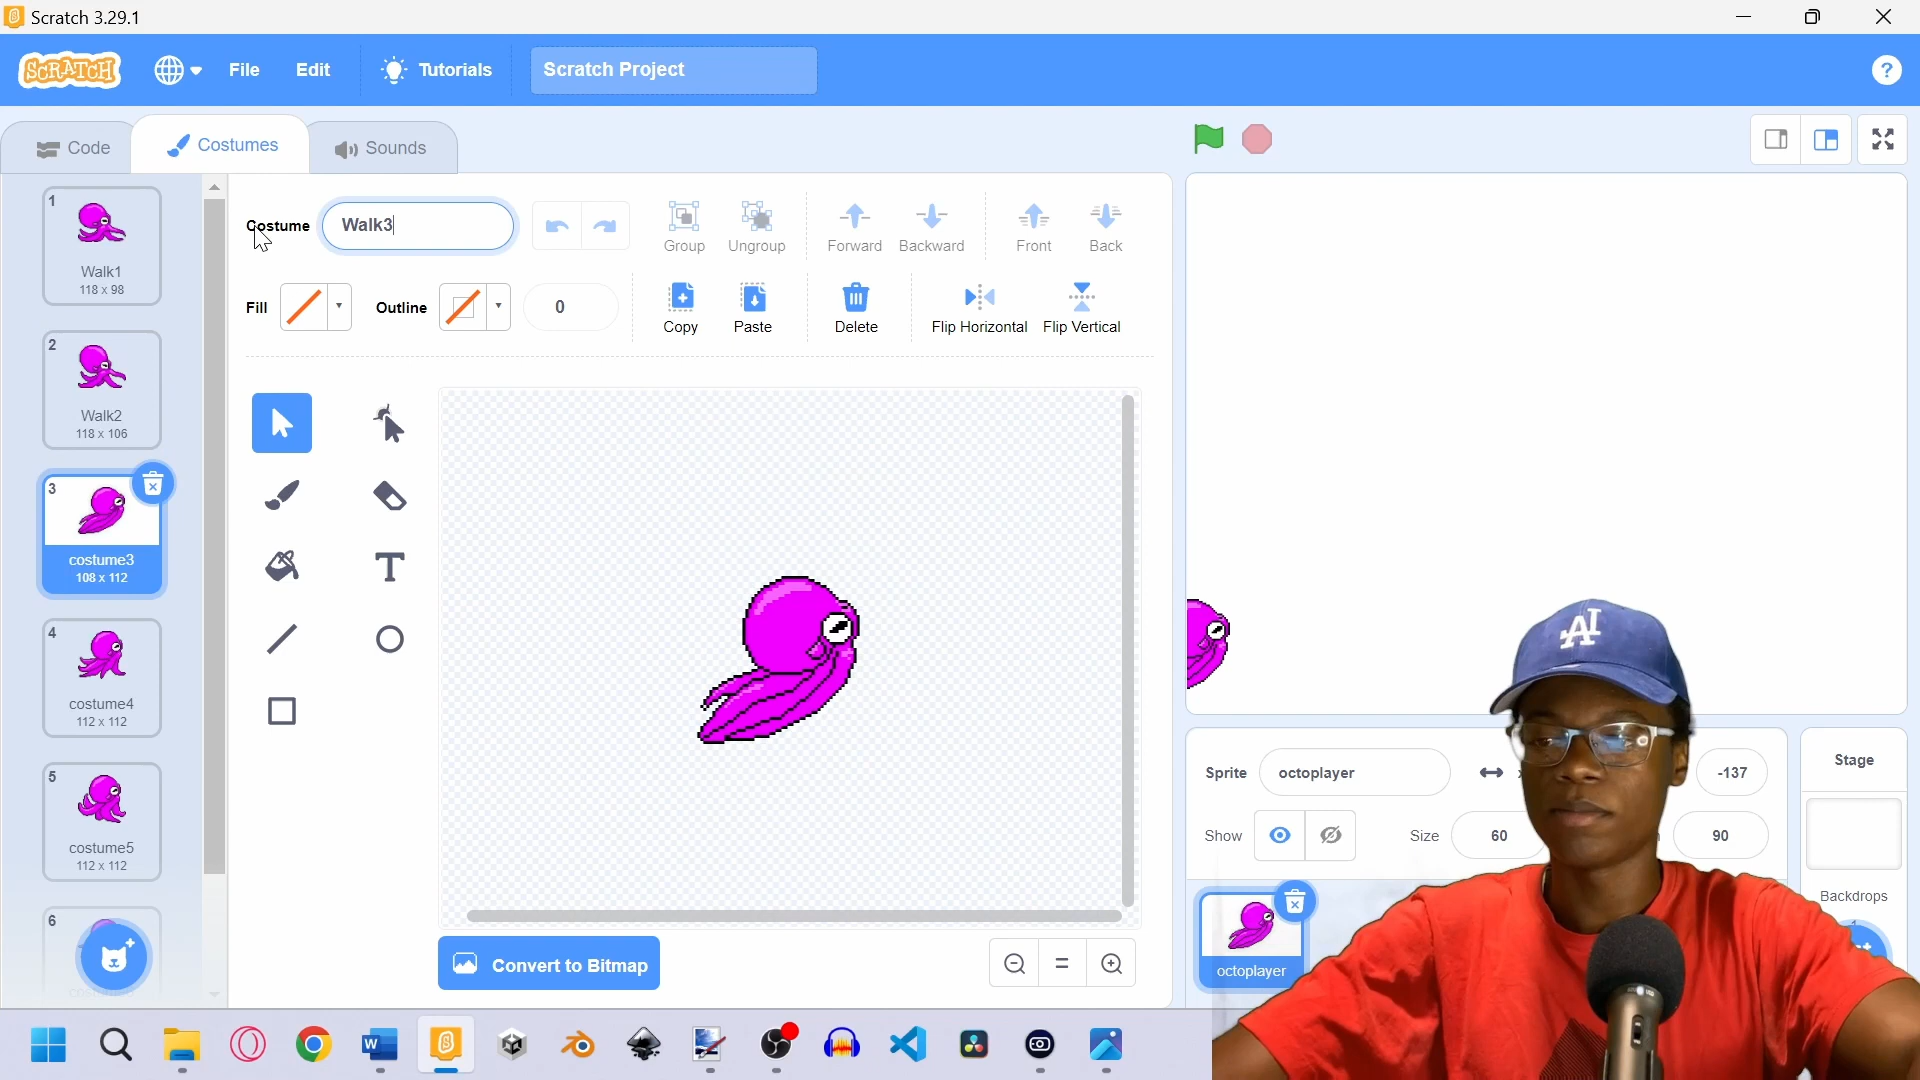 Scratch 3.29.1
SCRATCH
File
Edit
Tutorials
Scratch Project
?
Code
Costumes
Sounds
1
Walk1
118 x 98
2
Walk2
118 x 106
3
costume3
108 x 112
4
costume4
112 x 112
5
costume5
112 x 112
6
Costume
Walk3
Group
Ungroup
Forward
Backward
Front
Back
Fill
Outline
0
Copy
Paste
Delete
Flip Horizontal
Flip Vertical
T
Convert to Bitmap
=
Sprite
octoplayer
-137
Show
Size
60
90
octoplayer
Stage
Backdrops
W